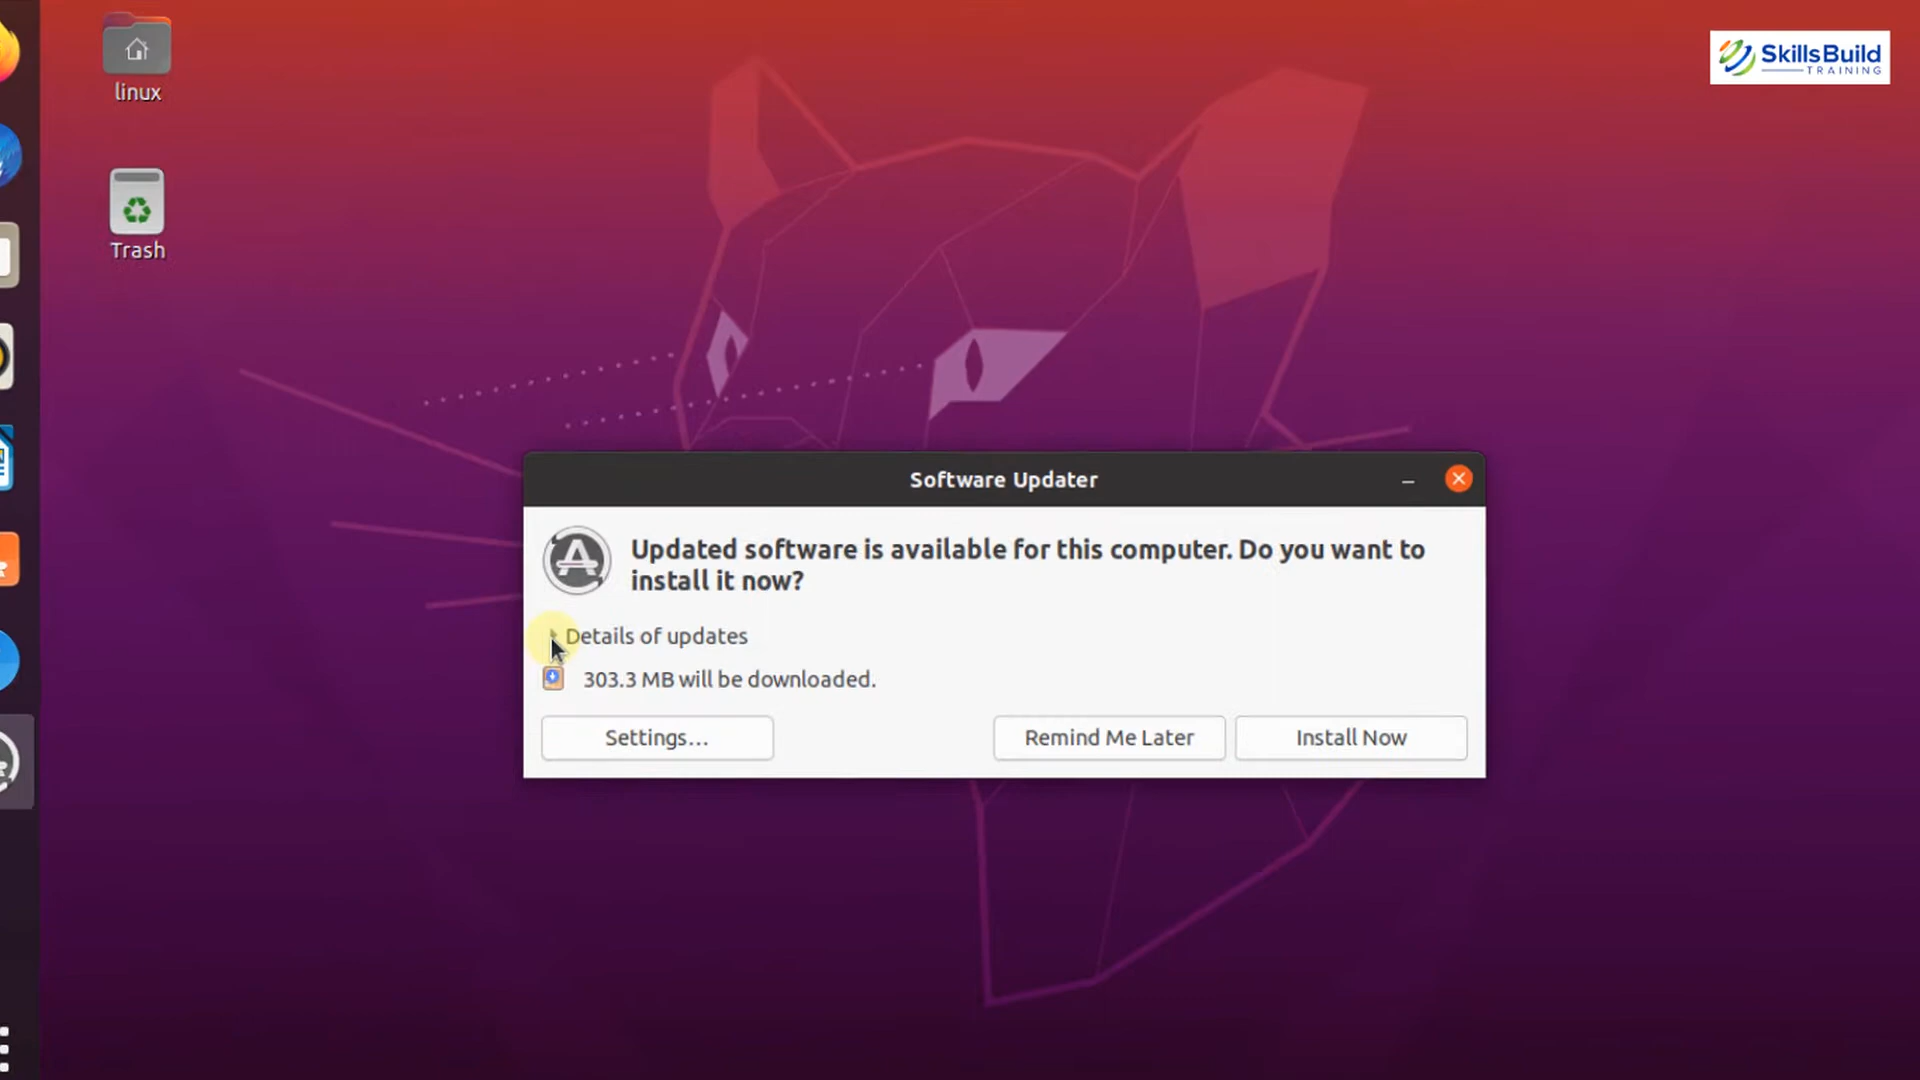 linux
SkillsBuild
TRAINING
Trash
Software Updater
Updated software is available for this computer. Do you want to
install it now?
Details of updates
303.3 MB will be downloaded.
Settings...
Remind Me Later
Install Now